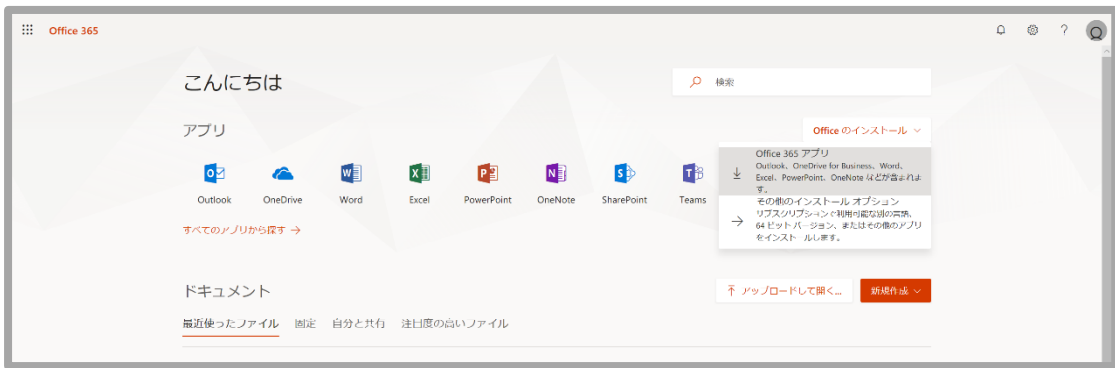 Office 365
?
こんにちは
検索
アプリ
Office のインストール
Office 365 アプリ
Outlook、OneDrive for Business、Word、
Excel、PowerPoint、OneNote などが含まれま
す。
その他のインストール オプション
サブスクリプションで利用可能な別の言語、
64 ビット バージョン、またはその他のアプリ
をインストールします。
Outlook
OneDrive
Word
Excel
PowerPoint
OneNote
SharePoint
Teams
すべてのアプリから探す →
ドキュメント
アップロードして開く...
新規作成
最近使ったファイル 固定 自分と共有 注目度の高いファイル